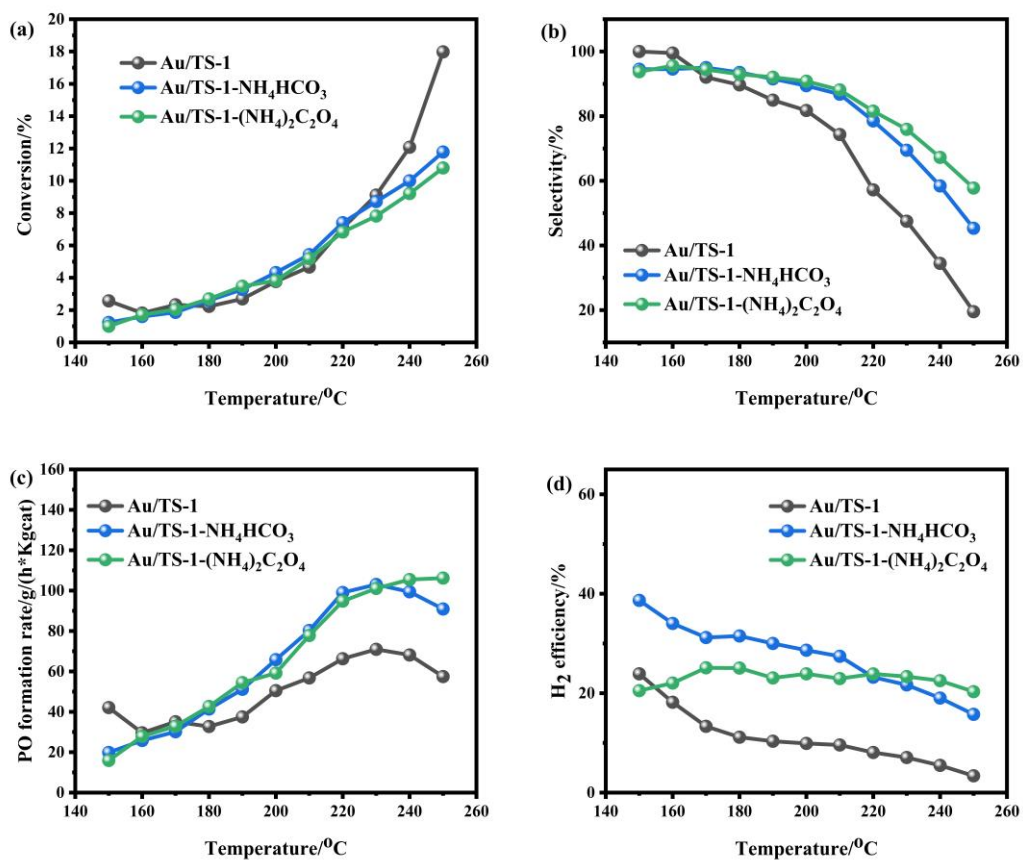 (a)
Au/TS-1
Au/TS-1-NH₄HCO₃
Au/TS-1-(NH₄)₂C₂O₄
Conversion/%
20
18
16
14
12
10
8
6
4
2
0
140 160 180 200 220 240 260
Temperature/⁰C
(b)
Au/TS-1
Au/TS-1-NH₄HCO₃
Au/TS-1-(NH₄)₂C₂O₄
Selectivity/%
100
80
60
40
20
140 160 180 200 220 240 260
Temperature/⁰C
(c)
Au/TS-1
Au/TS-1-NH₄HCO₃
Au/TS-1-(NH₄)₂C₂O₄
PO formation rate/g/(h*Kgcat)
160
140
120
100
80
60
40
20
0
140 160 180 200 220 240 260
Temperature/⁰C
(d)
Au/TS-1
Au/TS-1-NH₄HCO₃
Au/TS-1-(NH₄)₂C₂O₄
H₂ efficiency/%
60
40
20
0
140 160 180 200 220 240 260
Temperature/⁰C